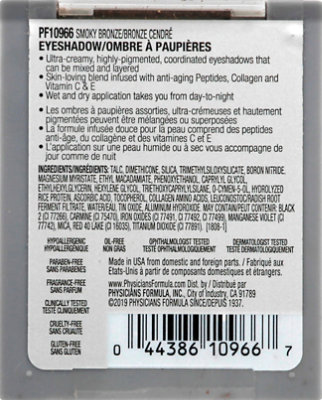 PF10966 SMOKY BRONZE/BRONZE CENDRÉ
EYESHADOW/OMBRE À PAUPIÈRES
• Ultra-creamy, highly-pigmented, coordinated eyeshadows that
can be mixed and layered
• Skin-loving blend infused with anti-aging Peptides, Collagen and
Vitamin C & E
• Wet and dry application takes you from day-to-night
• Les ombres à paupières assorties, ultra-crémeuses et hautement
pigmentées peuvent être mélangées ou superposées
• La formule infusée douce pour la peau comprend des peptides
anti-âge, du collagène et des vitamines C et E
• L'application sur une peau humide ou à sec vous accompagne de
jour comme de nuit
INGREDIENTS/INGRÉDIENTS: TALC, DIMETHICONE, SILICA, TRIMETHYLSILOXYSILICATE, BORON NITRIDE,
MAGNESIUM MYRISTATE, ETHYL MACADAMIATE, PHENOXYETHANOL, CAPRYLYL GLYCOL,
ETHYLHEXYLGLYCERIN, HEXYLENE GLYCOL, TRIETHOXYCAPRYLYLSILANE, O-CYMEN-5-OL, HYDROLYZED
RICE PROTEIN, ASCORBIC ACID, TOCOPHEROL, COLLAGEN AMINO ACIDS, LEUCONOSTOC/RADISH ROOT
FERMENT FILTRATE, WATER/EAU, TIN OXIDE, ALUMINUM HYDROXIDE. MAY CONTAIN/PEUT CONTENIR: BLACK
2 (CI 77266), CARMINE (CI 75470), IRON OXIDES (CI 77491, CI 77492, CI 77499), MANGANESE VIOLET (CI
77742), MICA, RED 40 LAKE (CI 16035), TITANIUM DIOXIDE (CI 77891). [1808-1]
HYPOALLERGENIC OIL-FREE OPHTHALMOLOGIST TESTED DERMATOLOGIST TESTED
HYPOALLERGÉNIQUE NON GRAS TESTÉ OPHTALMOLOGIQUEMENT TESTÉ DERMATOLOGIQUEMENT
PARABEN-FREE/
SANS PARABEN
Made in USA from domestic and foreign parts. / Fabriqué aux
États-Unis à partir de composants domestiques et étrangers.
FRAGRANCE-FREE
SANS PARFUM
www.PhysiciansFormula.com Dist. by / Distribué par
PHYSICIANS FORMULA, INC., City of Industry, CA 91789
©2019 PHYSICIANS FORMULA SINCE/DEPUIS 1937.
CLINICALLY TESTED
TESTÉ CLINIQUEMENT
CRUELTY-FREE
SANS CRUAUTÉ
GLUTEN-FREE
SANS GLUTEN
0 44386 10966 7